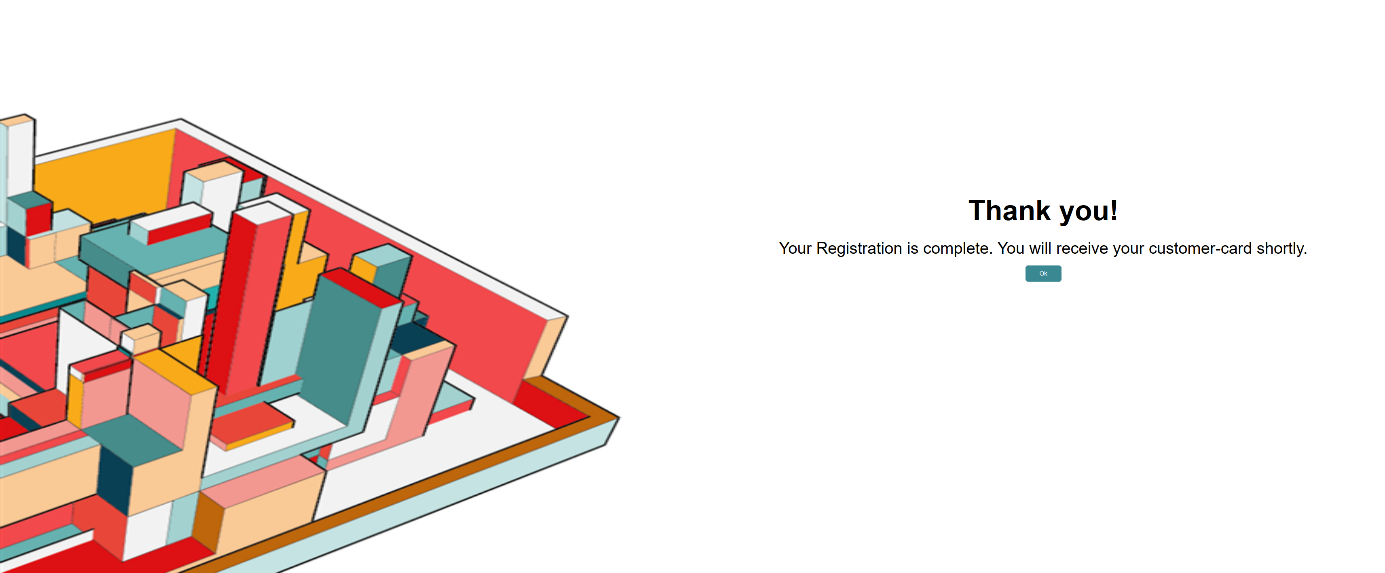 Thank you!
Your Registration is complete. You will receive your customer-card shortly.
Ok